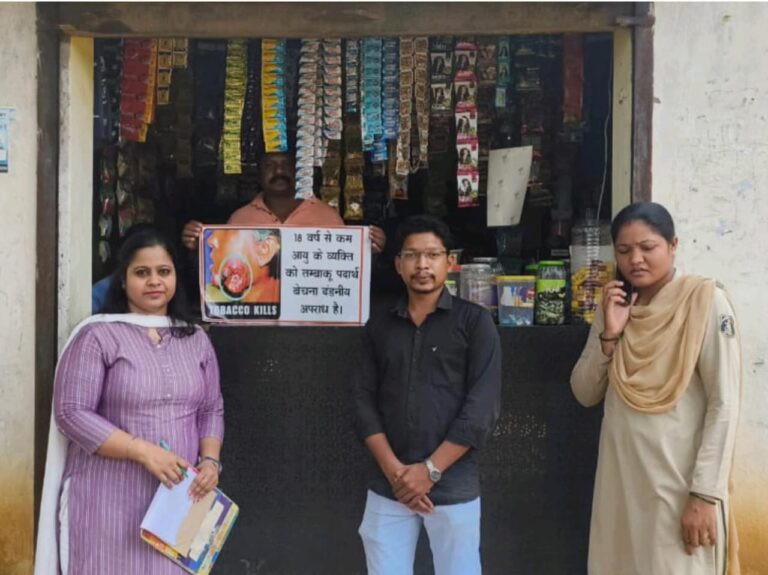 18 वर्ष से कम
आयु के व्यक्ति
को तम्बाकू पदार्थ
बेचना दंडनीय
अपराध है।
TOBACCO KILLS